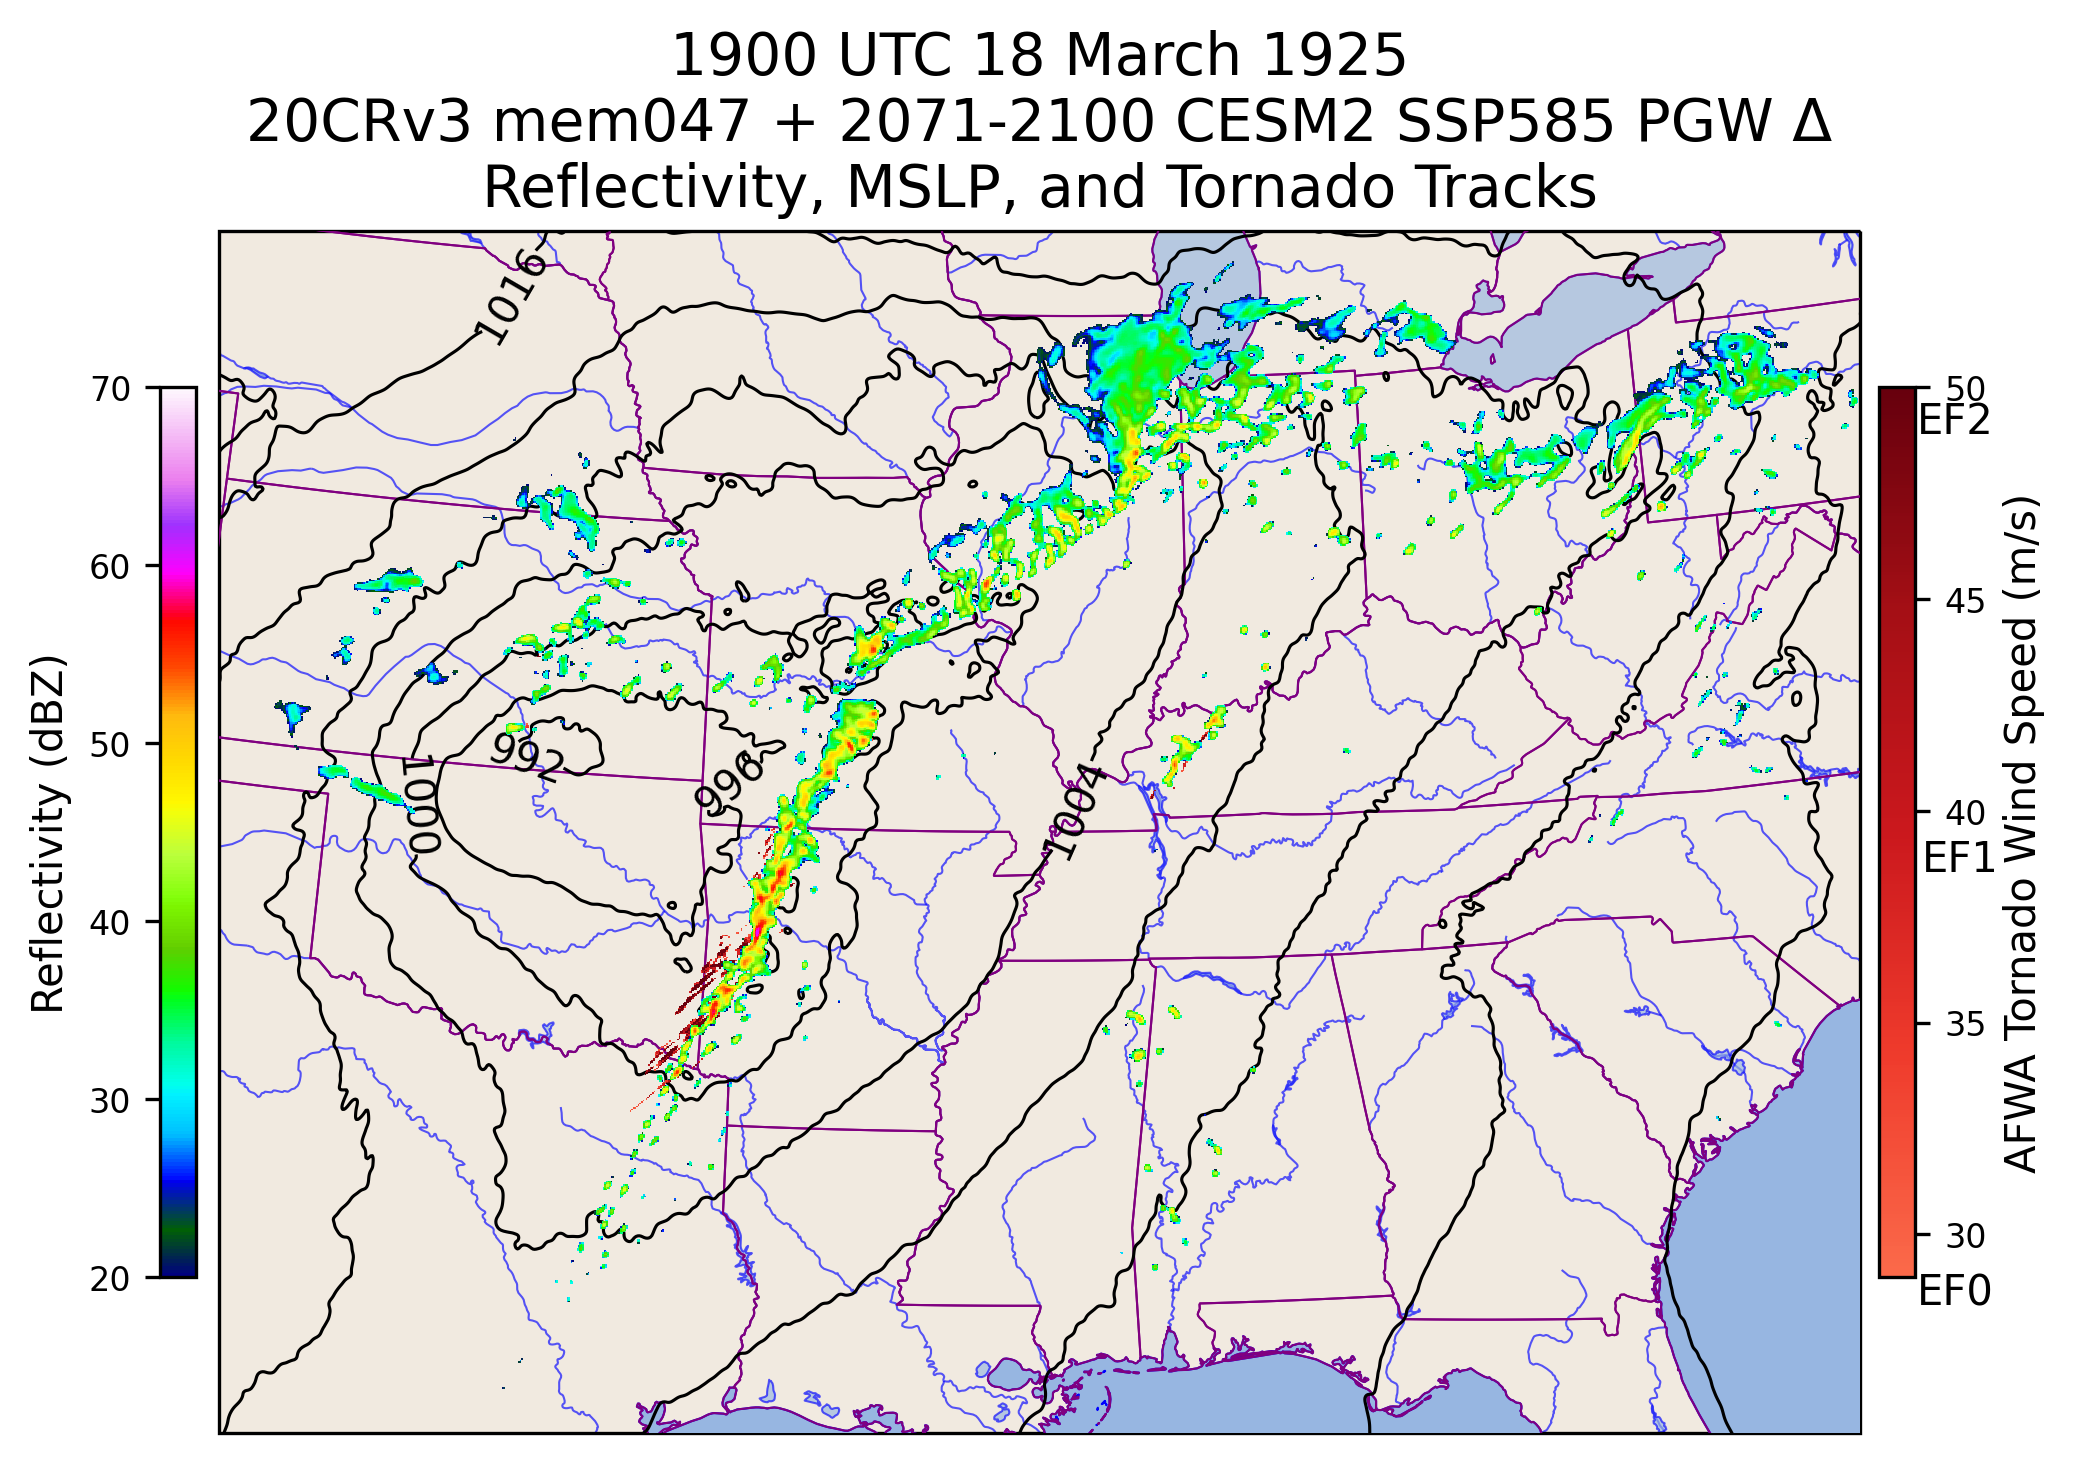 1900 UTC 18 March 1925
20CRv3 mem047 + 2071-2100 CESM2 SSP585 PGW Δ
Reflectivity, MSLP, and Tornado Tracks
1016
992
996
1000
1004
70
60
50
40
30
20
Reflectivity (dBZ)
50
EF2
45
40
EF1
35
30
EF0
AFWA Tornado Wind Speed (m/s)